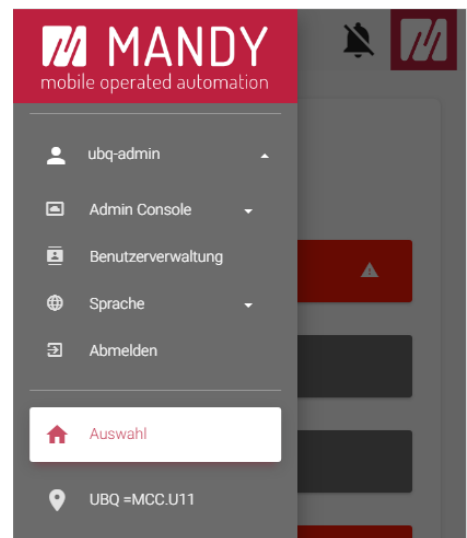 MANDY
mobile operated automation
ubq-admin
Admin Console
Benutzerverwaltung
Sprache
Abmelden
Auswahl
UBQ =MCC.U11